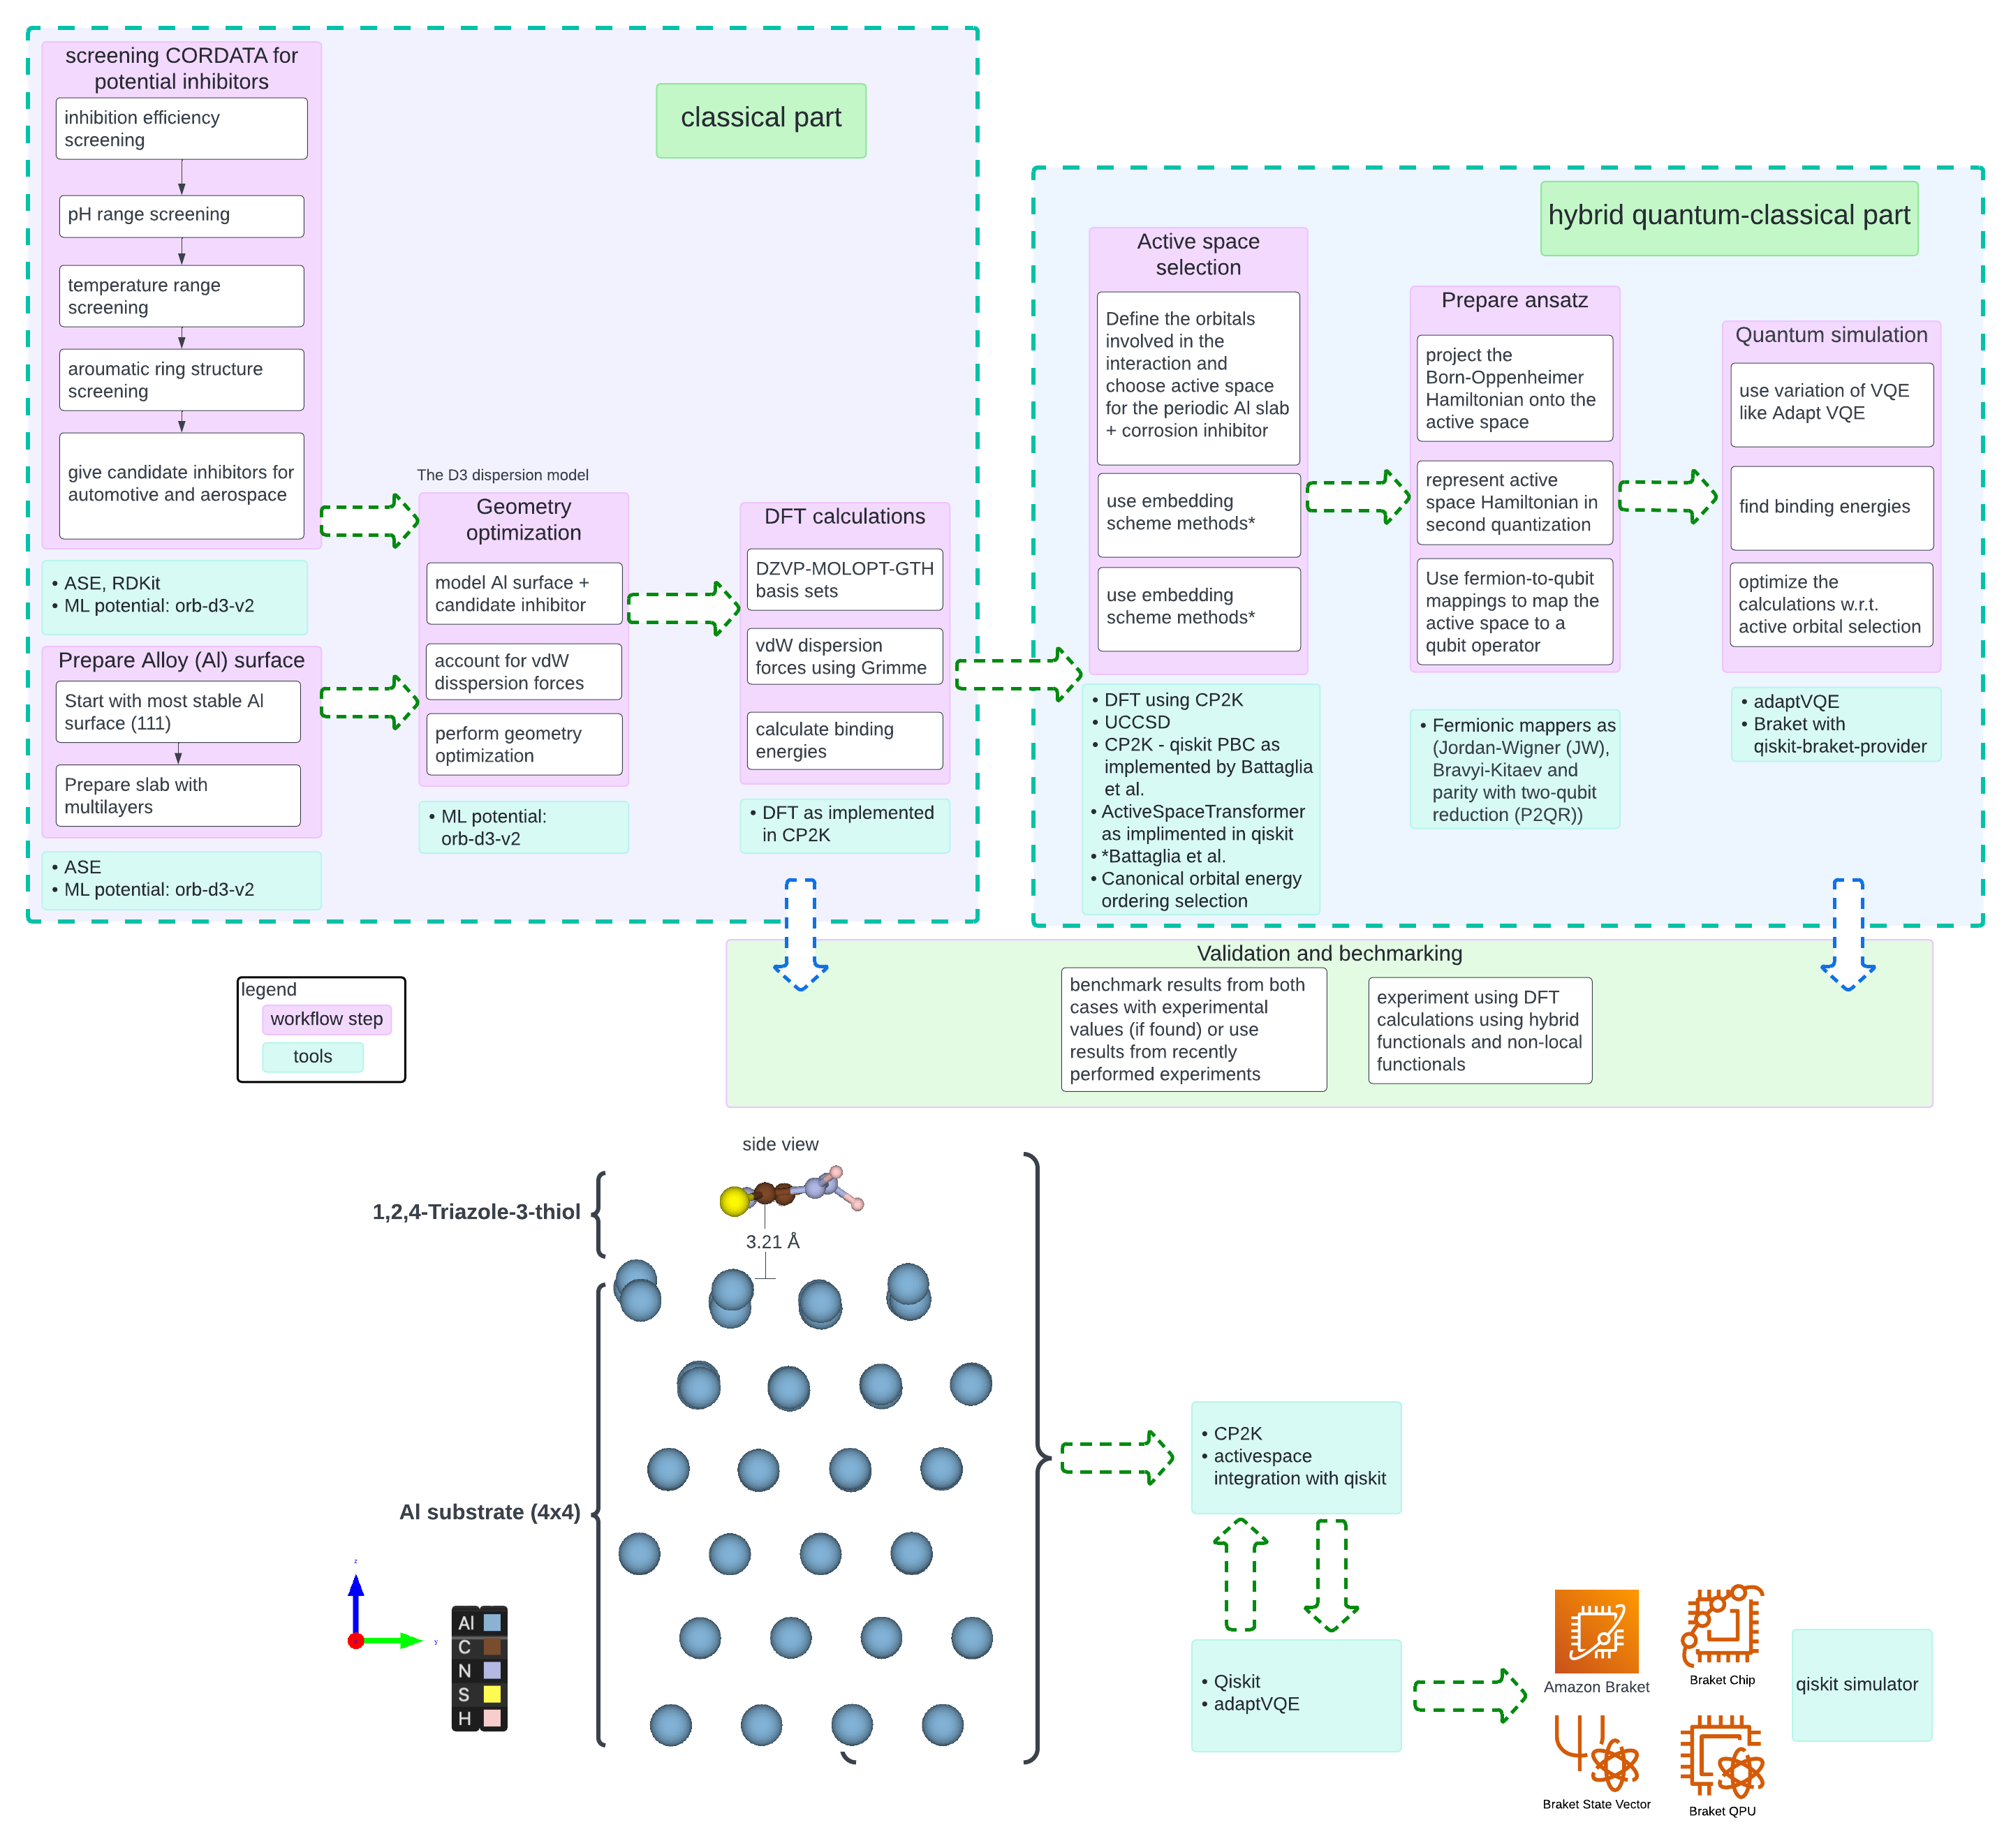 screening CORDATA for
potential inhibitors
inhibition efficiency
screening
pH range screening
temperature range
screening
aroumatic ring structure
screening
give candidate inhibitors for
automotive and aerospace
• ASE, RDKit
• ML potential: orb-d3-v2
Prepare Alloy (Al) surface
Start with most stable Al
surface (111)
Prepare slab with
multilayers
• ASE
• ML potential: orb-d3-v2
classical part
The D3 dispersion model
Geometry
optimization
model Al surface +
candidate inhibitor
account for vdW
disspersion forces
perform geometry
optimization
• ML potential:
orb-d3-v2
DFT calculations
DZVP-MOLOPT-GTH
basis sets
vdW dispersion
forces using Grimme
calculate binding
energies
• DFT as implemented
in CP2K
hybrid quantum-classical part
Active space
selection
Define the orbitals
involved in the
interaction and
choose active space
for the periodic Al slab
+ corrosion inhibitor
use embedding
scheme methods*
use embedding
scheme methods*
• DFT using CP2K
• UCCSD
• CP2K - qiskit PBC as
implemented by Battaglia
et al.
• ActiveSpaceTransformer
as implimented in qiskit
• *Battaglia et al.
• Canonical orbital energy
ordering selection
Prepare ansatz
project the
Born-Oppenheimer
Hamiltonian onto the
active space
represent active
space Hamiltonian in
second quantization
Use fermion-to-qubit
mappings to map the
active space to a
qubit operator
• Fermionic mappers as
(Jordan-Wigner (JW),
Bravyi-Kitaev and
parity with two-qubit
reduction (P2QR))
Quantum simulation
use variation of VQE
like Adapt VQE
find binding energies
optimize the
calculations w.r.t.
active orbital selection
• adaptVQE
• Braket with
qiskit-braket-provider
Validation and bechmarking
benchmark results from both
cases with experimental
values (if found) or use
results from recently
performed experiments
experiment using DFT
calculations using hybrid
functionals and non-local
functionals
legend
workflow step
tools
side view
1,2,4-Triazole-3-thiol
3.21 Å
Al substrate (4x4)
z
y
Al
C
N
S
H
• CP2K
• activespace
integration with qiskit
• Qiskit
• adaptVQE
Amazon Braket
Braket Chip
Braket State Vector
Braket QPU
qiskit simulator